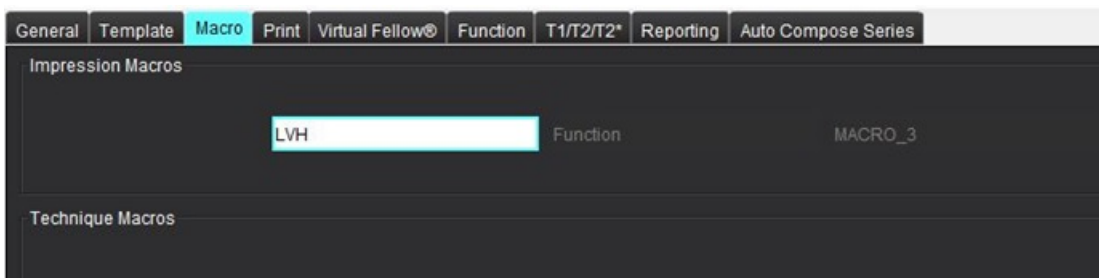 General Template Macro Print Virtual Fellow® Function T1/T2/T2* Reporting Auto Compose Series
Impression Macros
LVH Function MACRO_3
Technique Macros